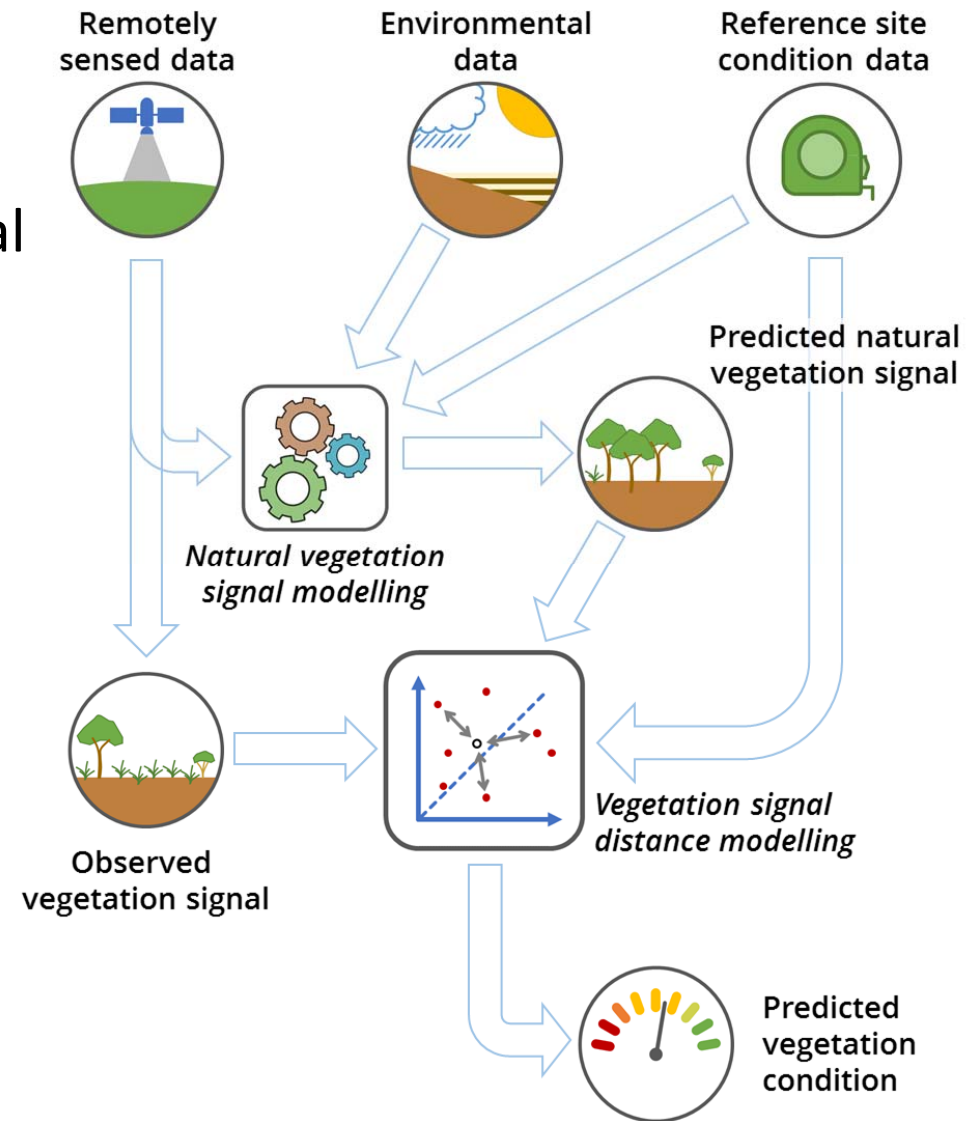 Remotely
sensed data
Environmental
data
Reference site
condition data
al
Predicted natural
vegetation signal
Natural vegetation
signal modelling
Observed
vegetation signal
Vegetation signal
distance modelling
Predicted
vegetation
condition